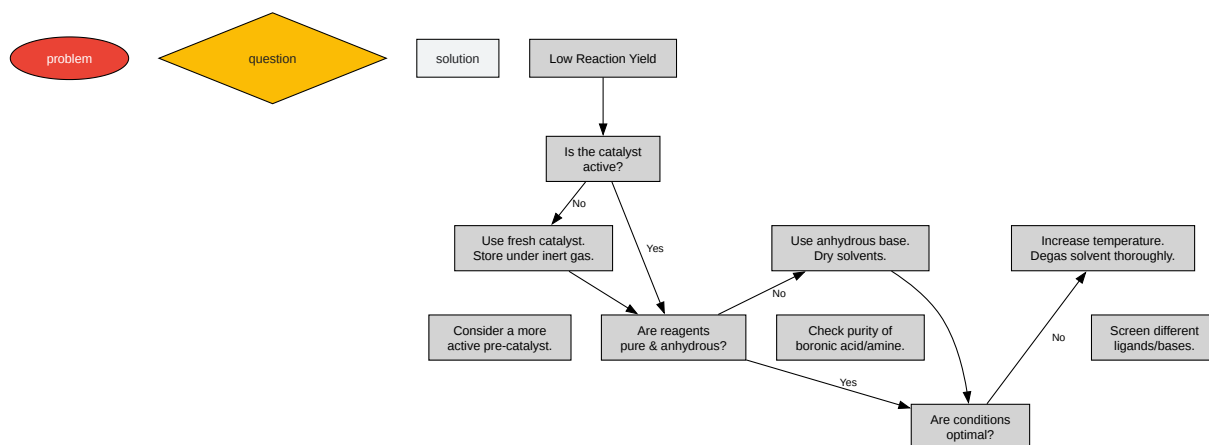 problem
question
solution
Low Reaction Yield
Is the catalyst
active?
No
Yes
Use fresh catalyst.
Store under inert gas.
Use anhydrous base.
Dry solvents.
Increase temperature.
Degas solvent thoroughly.
No
Consider a more
active pre-catalyst.
Are reagents
pure & anhydrous?
Check purity of
boronic acid/amine.
No
Screen different
ligands/bases.
Yes
Are conditions
optimal?